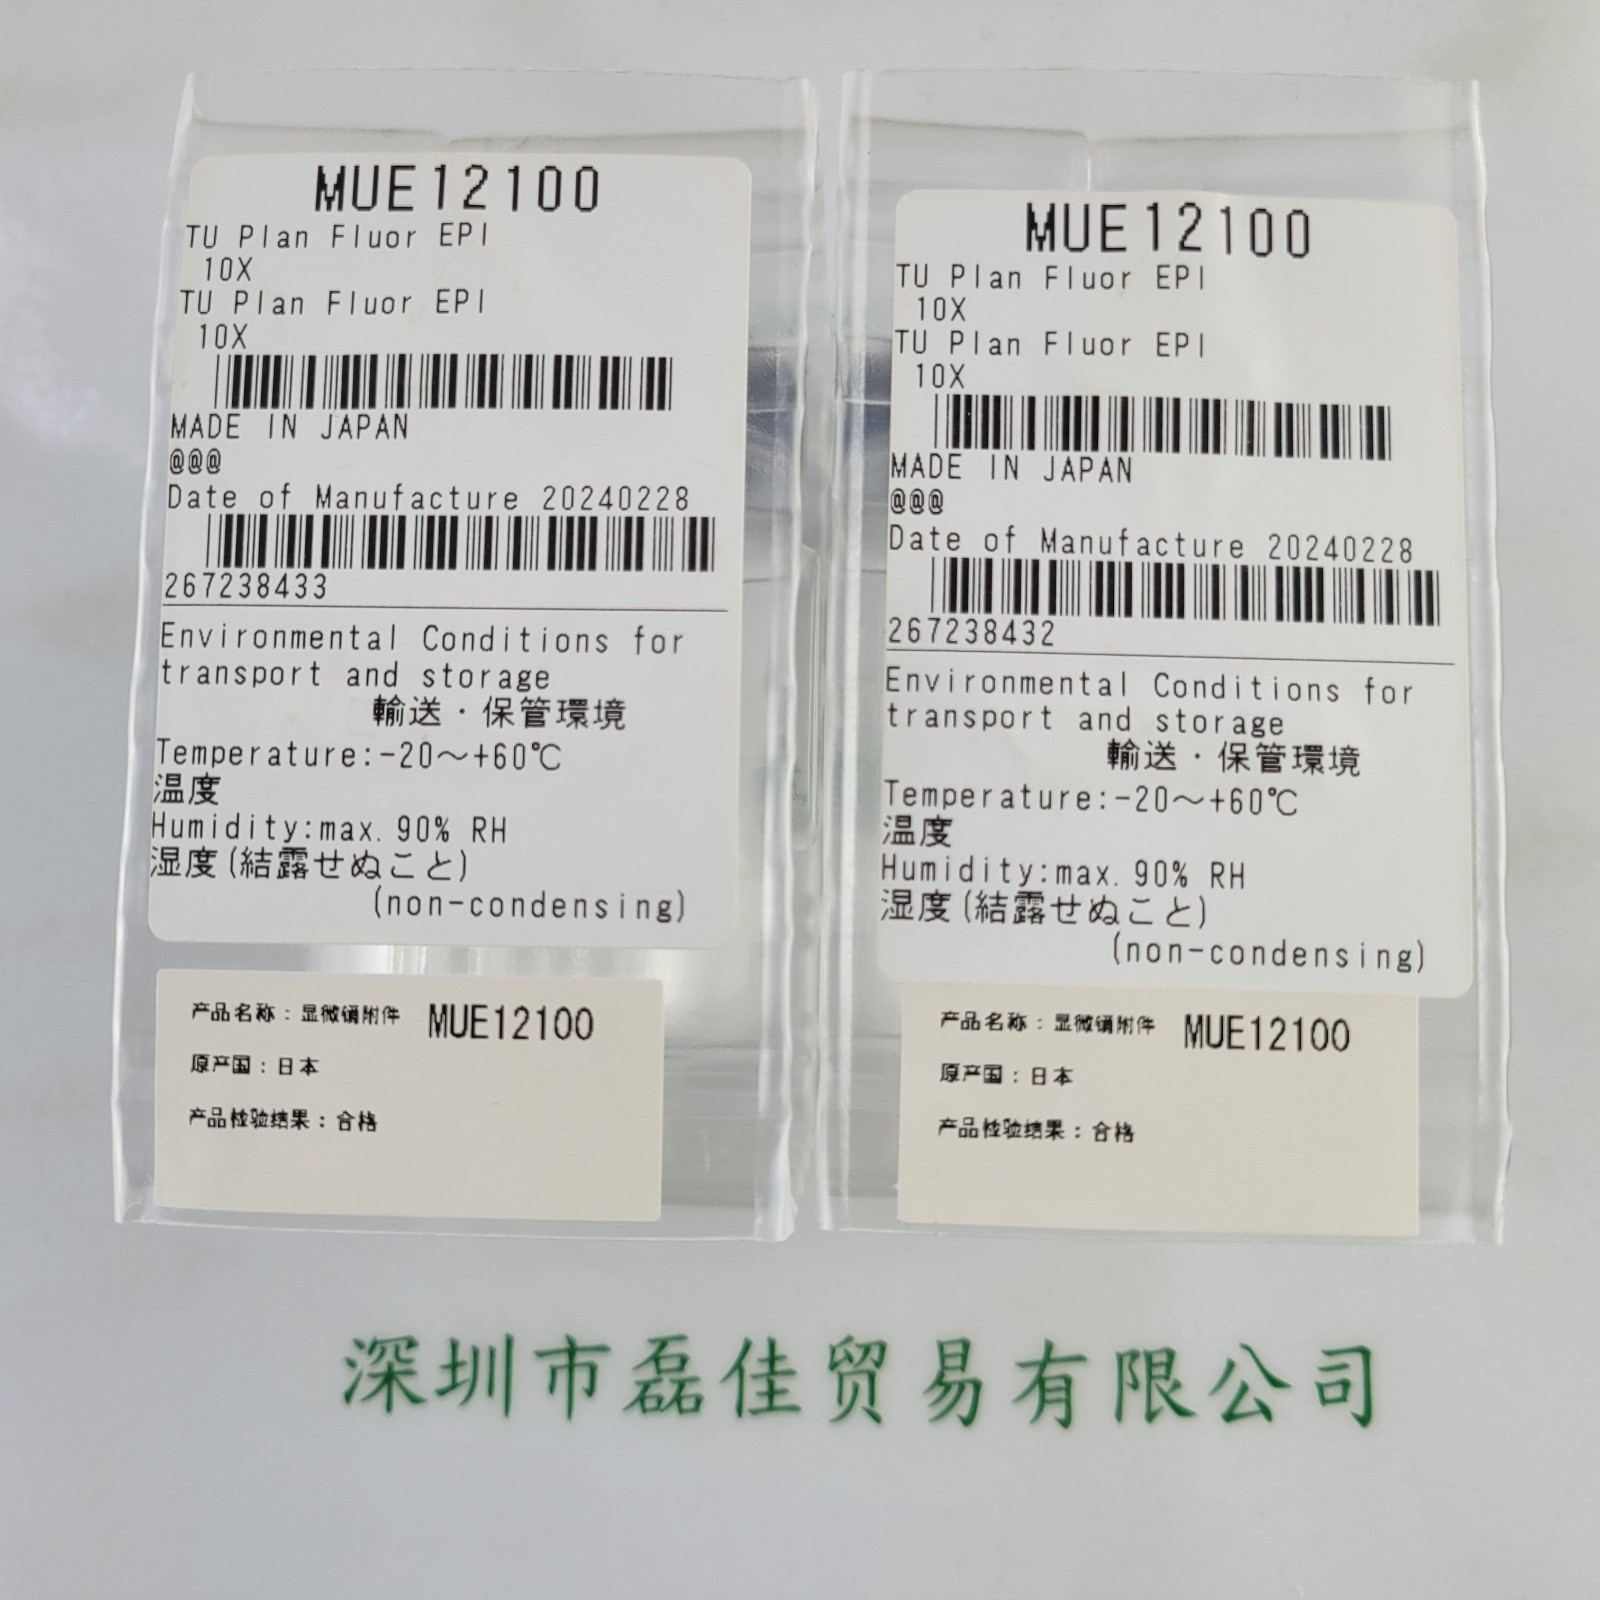 MUE12100
TU Plan Fluor EPI
10X
TU Plan Fluor EPI
10X
MADE IN JAPAN
@@@
Date of Manufacture 20240228
267238433
Environmental Conditions for
transport and storage
輸送・保管環境
Temperature:-20～+60℃
温度
Humidity:max. 90% RH
湿度(結露せぬこと)
(non-condensing)
产品名称：显微镜附件 MUE12100
原产国：日本
产品检验结果：合格
MUE12100
TU Plan Fluor EPI
10X
TU Plan Fluor EPI
10X
MADE IN JAPAN
@@@
Date of Manufacture 20240228
267238432
Environmental Conditions for
transport and storage
輸送・保管環境
Temperature:-20～+60℃
温度
Humidity:max. 90% RH
湿度(結露せぬこと)
(non-condensing)
产品名称：显微镜附件 MUE12100
原产国：日本
产品检验结果：合格
深圳市磊佳贸易有限公司